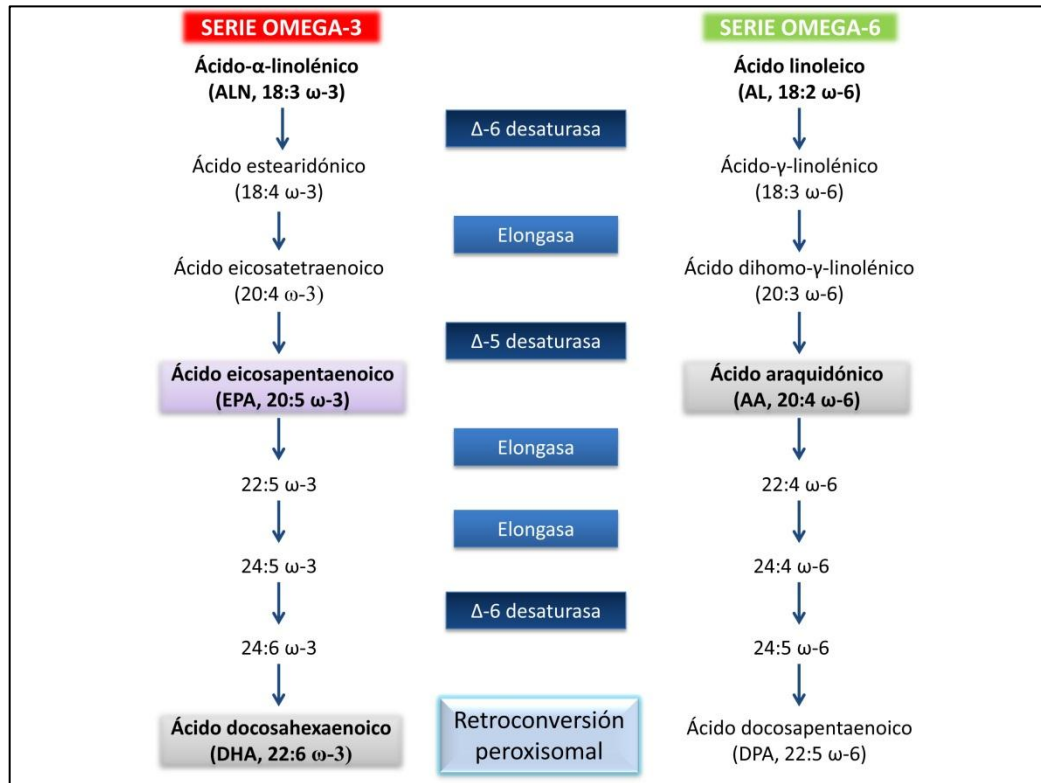 SERIE OMEGA-3
SERIE OMEGA-6
Ácido-α-linolénico
(ALN, 18:3 ω-3)
Ácido linoleico
(AL, 18:2 ω-6)
Δ-6 desaturasa
Ácido estearidónico
(18:4 ω-3)
Ácido-γ-linolénico
(18:3 ω-6)
Elongasa
Ácido eicosatetraenoico
(20:4 ω-3)
Ácido dihomo-γ-linolénico
(20:3 ω-6)
Δ-5 desaturasa
Ácido eicosapentaenoico
(EPA, 20:5 ω-3)
Ácido araquidónico
(AA, 20:4 ω-6)
Elongasa
22:5 ω-3
22:4 ω-6
Elongasa
24:5 ω-3
24:4 ω-6
Δ-6 desaturasa
24:6 ω-3
24:5 ω-6
Retroconversión
peroxisomal
Ácido docosahexaenoico
(DHA, 22:6 ω-3)
Ácido docosapentaenoico
(DPA, 22:5 ω-6)